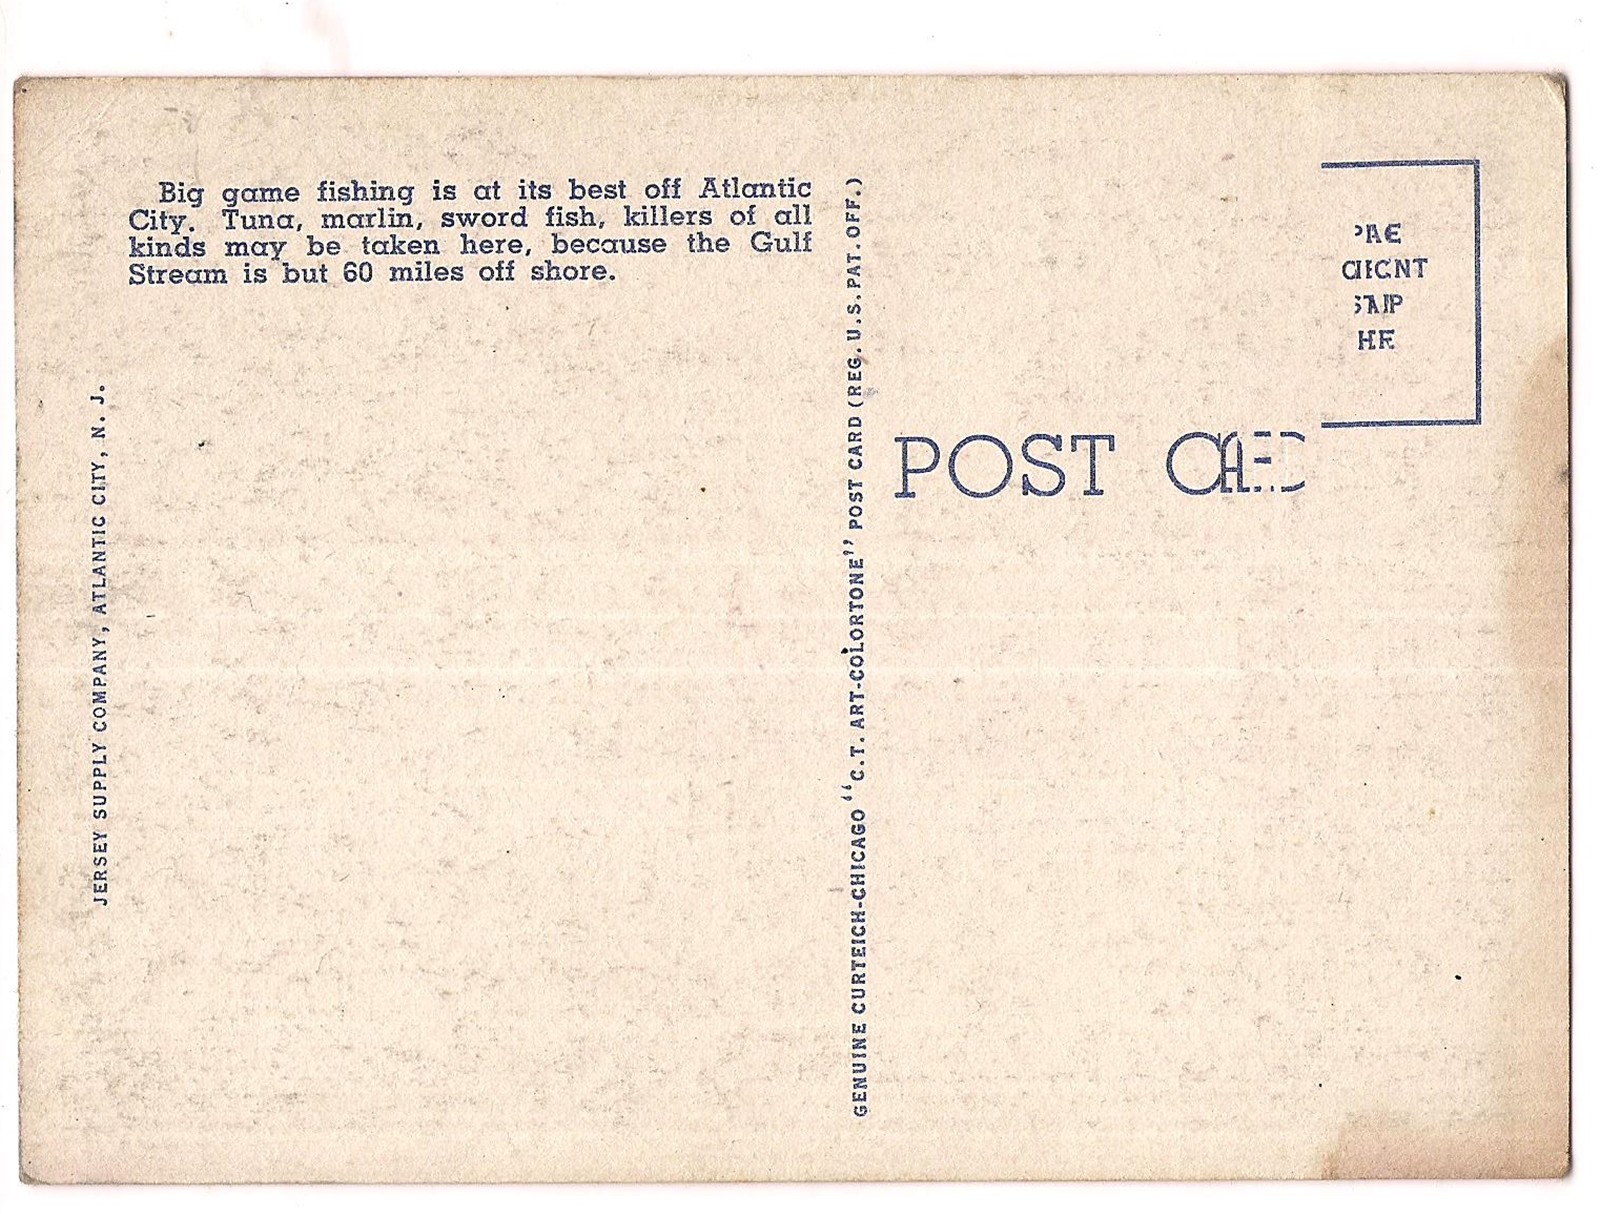 Big game fishing is at its best off Atlantic
City. Tuna, marlin, sword fish, killers of all
kinds may be taken here, because the Gulf
Stream is but 60 miles off shore.
JERSEY SUPPLY COMPANY, ATLANTIC CITY, N. J.
GENUINE CURTEICH-CHICAGO "C.T. ART-COLORTONE" POST CARD (REG. U.S. PAT. OFF.)
POST